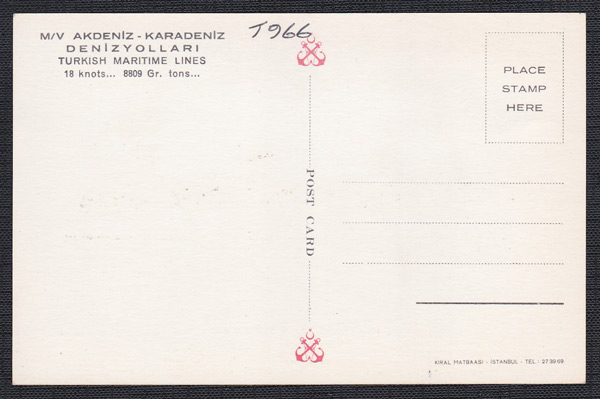 M/V AKDENİZ - KARADENİZ
DENİZYOLLARI
TURKISH MARITIME LINES
18 knots... 8809 Gr. tons...
T966
PLACE
STAMP
HERE
POST CARD
KIRAL MATBAASI - İSTANBUL - TEL : 27 39 69